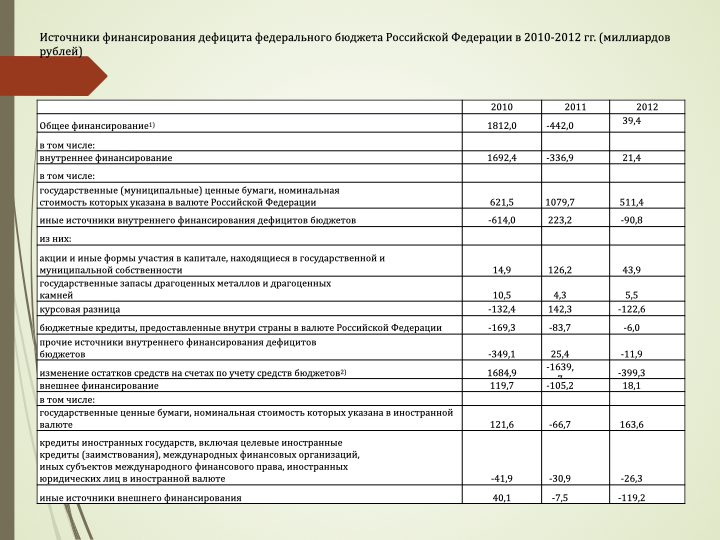 Источники финансирования дефицита федерального бюджета Российской Федерации в 2010-2012 гг. (миллиардов
рублей)
2010 2011 2012
Общее финансирование1) 1812,0 -442,0 39,4
в том числе:
внутреннее финансирование 1692,4 -336,9 21,4
в том числе:
государственные (муниципальные) ценные бумаги, номинальная
стоимость которых указана в валюте Российской Федерации 621,5 1079,7 511,4
иные источники внутреннего финансирования дефицитов бюджетов -614,0 223,2 -90,8
из них:
акции и иные формы участия в капитале, находящиеся в государственной и
муниципальной собственности 14,9 126,2 43,9
государственные запасы драгоценных металлов и драгоценных
камней 10,5 4,3 5,5
курсовая разница -132,4 142,3 -122,6
бюджетные кредиты, предоставленные внутри страны в валюте Российской Федерации -169,3 -83,7 -6,0
прочие источники внутреннего финансирования дефицитов
бюджетов -349,1 25,4 -11,9
изменение остатков средств на счетах по учету средств бюджетов2) 1684,9 -1639, -399,3
внешнее финансирование 119,7 -105,2 18,1
в том числе:
государственные ценные бумаги, номинальная стоимость которых указана в иностранной
валюте 121,6 -66,7 163,6
кредиты иностранных государств, включая целевые иностранные
кредиты (заимствования), международных финансовых организаций,
иных субъектов международного финансового права, иностранных
юридических лиц в иностранной валюте -41,9 -30,9 -26,3
иные источники внешнего финансирования 40,1 -7,5 -119,2